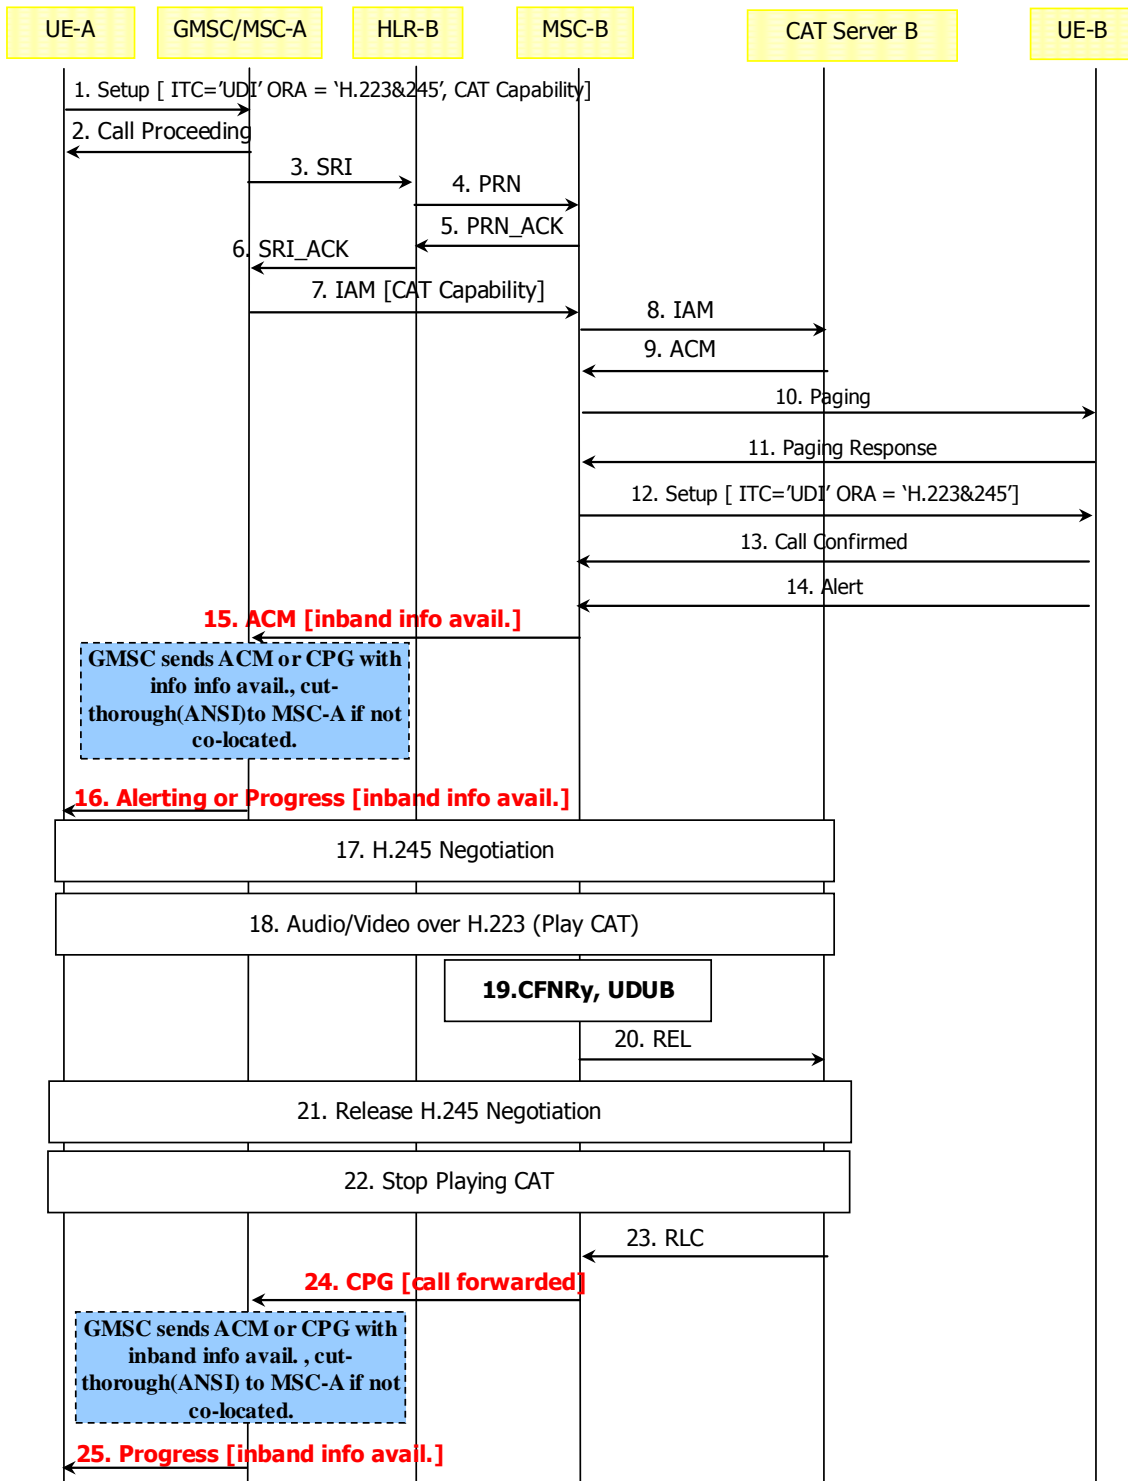 UE-A
GMSC/MSC-A
HLR-B
MSC-B
CAT Server B
UE-B
1. Setup [ ITC=’UDI’ ORA = ‘H.223&245’, CAT Capability]
2. Call Proceeding
3. SRI
4. PRN
5. PRN_ACK
6. SRI_ACK
7. IAM [CAT Capability]
8. IAM
9. ACM
10. Paging
11. Paging Response
12. Setup [ ITC=’UDI’ ORA = ‘H.223&245’]
13. Call Confirmed
14. Alert
15. ACM [inband info avail.]
GMSC sends ACM or CPG with
info info avail., cut-
thorough(ANSI)to MSC-A if not
co-located.
16. Alerting or Progress [inband info avail.]
17. H.245 Negotiation
18. Audio/Video over H.223 (Play CAT)
19.CFNRy, UDUB
20. REL
21. Release H.245 Negotiation
22. Stop Playing CAT
23. RLC
24. CPG [call forwarded]
GMSC sends ACM or CPG with
inband info avail. , cut-
thorough(ANSI) to MSC-A if not
co-located.
25. Progress [inband info avail.]